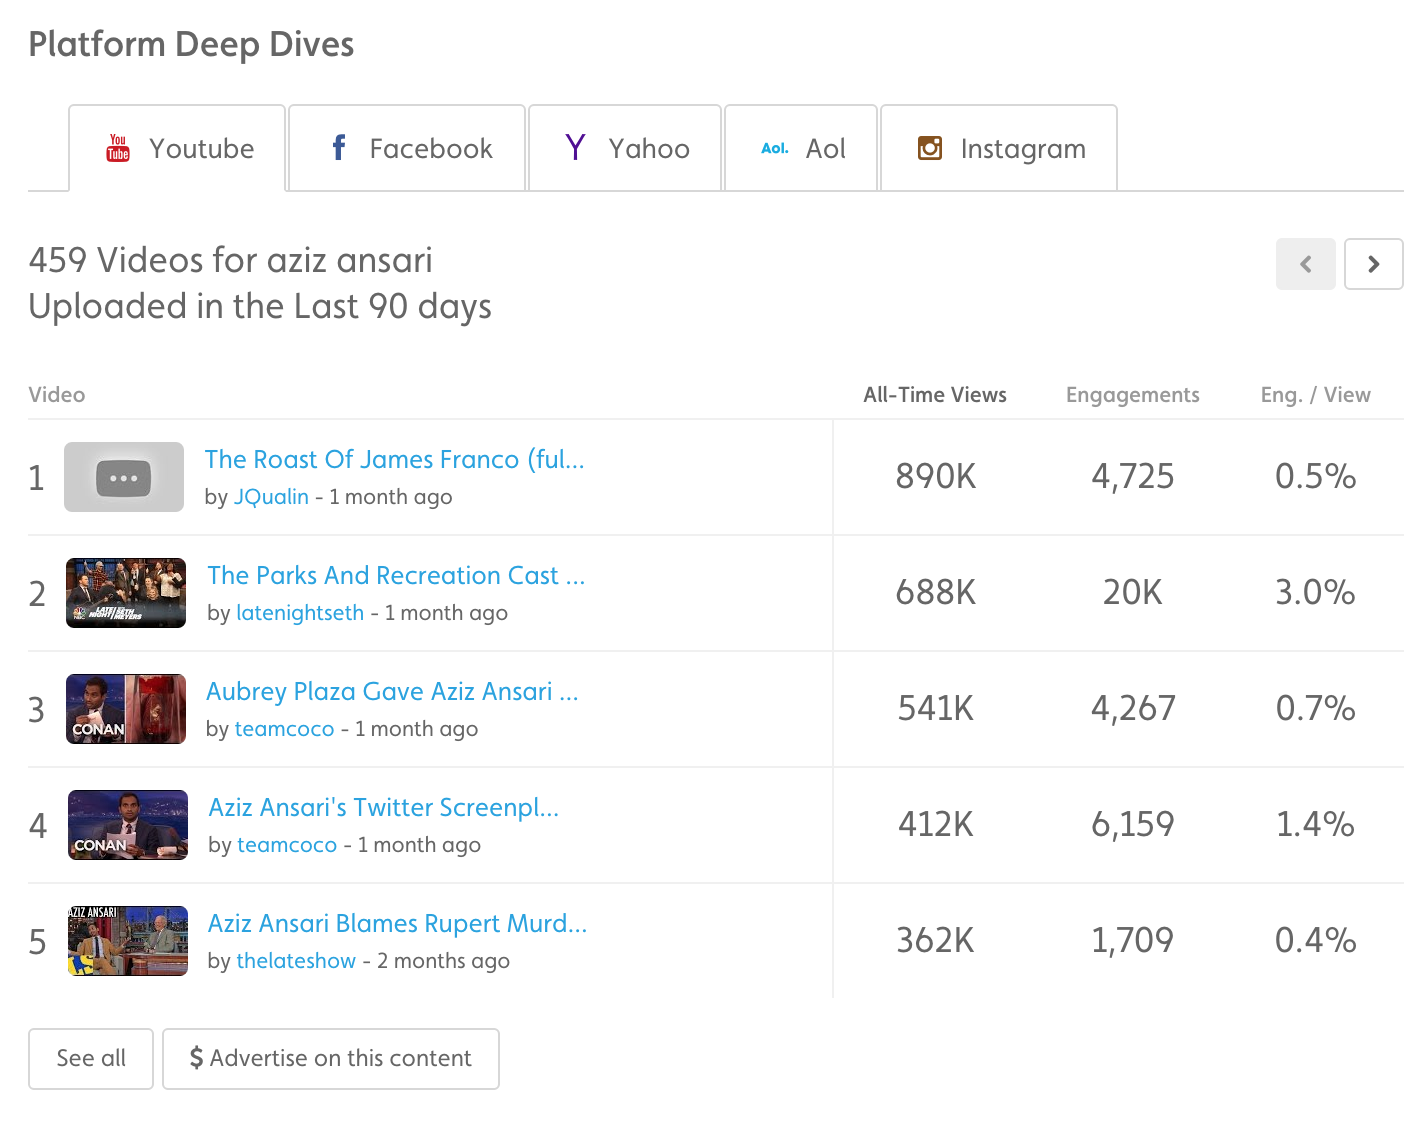 Platform Deep Dives
You Tube Youtube
f Facebook
Y Yahoo
Aol. Aol
Instagram
459 Videos for aziz ansari
Uploaded in the Last 90 days
Video All-Time Views Engagements Eng. / View
1 The Roast Of James Franco (ful... 890K 4,725 0.5%
by JQualin - 1 month ago
2 The Parks And Recreation Cast ... 688K 20K 3.0%
by latenightseth - 1 month ago
LATE NIGHT SETH MEYERS
NBC
3 Aubrey Plaza Gave Aziz Ansari ... 541K 4,267 0.7%
by teamcoco - 1 month ago
CONAN
4 Aziz Ansari's Twitter Screenpl... 412K 6,159 1.4%
by teamcoco - 1 month ago
CONAN
AZIZ ANSARI
5 Aziz Ansari Blames Rupert Murd... 362K 1,709 0.4%
by thelateshow - 2 months ago
See all
$ Advertise on this content